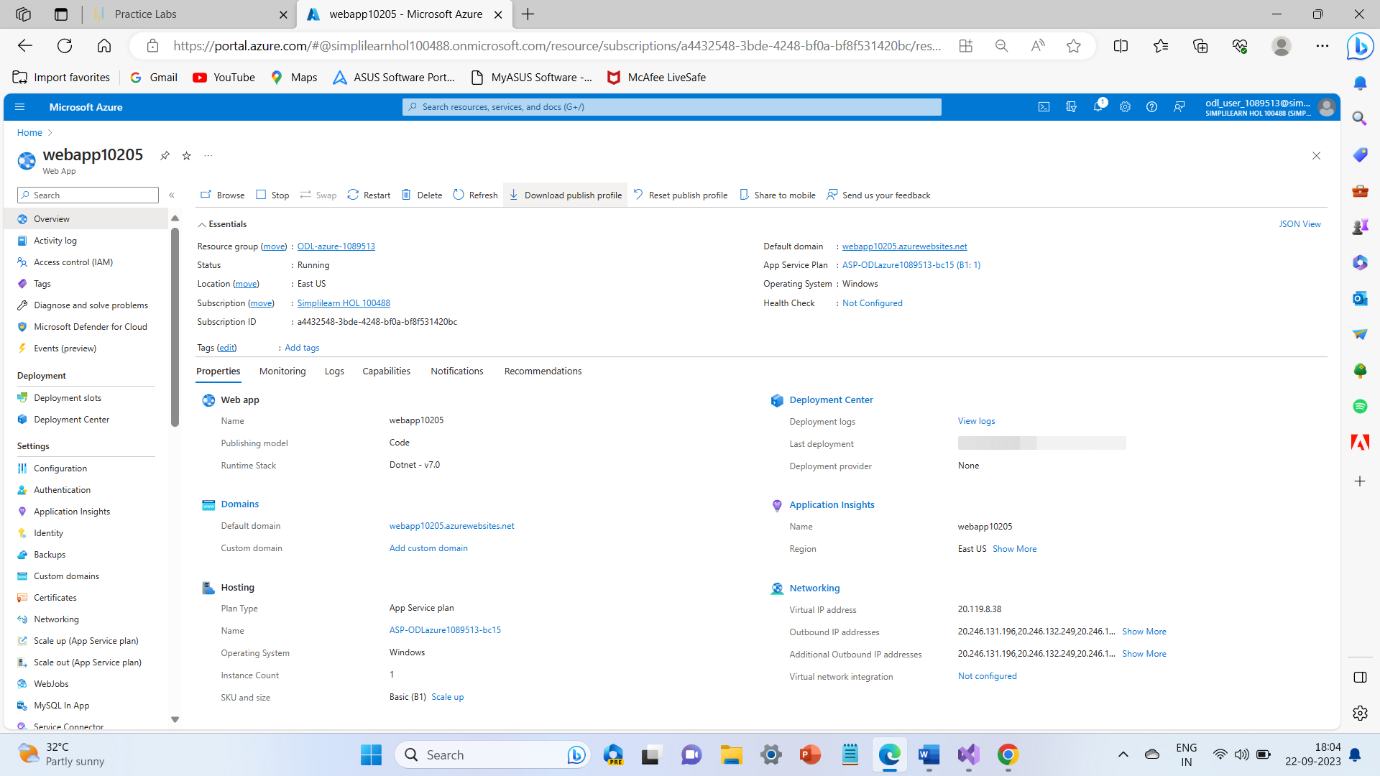 Practice Labs
webapp10205 - Microsoft Azure
https://portal.azure.com/#@simplilearnhol100488.onmicrosoft.com/resource/subscriptions/a4432548-3bde-4248-bf0a-bf8f531420bc/res...
Import favorites
Gmail
YouTube
Maps
ASUS Software Port...
MyASUS Software -...
McAfee LiveSafe
Microsoft Azure
Search resources, services, and docs (G+/)
1
odl_user_1089513@sim...
SIMPLILEARN HOL 100488 (SIMP...
Home
webapp10205
Web App
Search
Browse
Stop
Swap
Restart
Delete
Refresh
Download publish profile
Reset publish profile
Share to mobile
Send us your feedback
Overview
Activity log
Access control (IAM)
Tags
Diagnose and solve problems
Microsoft Defender for Cloud
Events (preview)
Deployment
Deployment slots
Deployment Center
Settings
Configuration
Authentication
Application Insights
Identity
Backups
Custom domains
Certificates
Networking
Scale up (App Service plan)
Scale out (App Service plan)
WebJobs
MySQL In App
Service Connector
Essentials
JSON View
Resource group (move) : ODL-azure-1089513
Status : Running
Location (move) : East US
Subscription (move) : Simplilearn HOL 100488
Subscription ID : a4432548-3bde-4248-bf0a-bf8f531420bc
Default domain : webapp10205.azurewebsites.net
App Service Plan : ASP-ODLazure1089513-bc15 (B1: 1)
Operating System : Windows
Health Check : Not Configured
Tags (edit) : Add tags
Properties
Monitoring
Logs
Capabilities
Notifications
Recommendations
Web app
Name webapp10205
Publishing model Code
Runtime Stack Dotnet - v7.0
Domains
Default domain webapp10205.azurewebsites.net
Custom domain Add custom domain
Hosting
Plan Type App Service plan
Name ASP-ODLazure1089513-bc15
Operating System Windows
Instance Count 1
SKU and size Basic (B1) Scale up
Deployment Center
Deployment logs View logs
Last deployment
Deployment provider None
Application Insights
Name webapp10205
Region East US Show More
Networking
Virtual IP address 20.119.8.38
Outbound IP addresses 20.246.131.196,20.246.132.249,20.246.1... Show More
Additional Outbound IP addresses 20.246.131.196,20.246.132.249,20.246.1... Show More
Virtual network integration Not configured
32°C
Partly sunny
Search
PRE
ENG
IN
18:04
22-09-2023